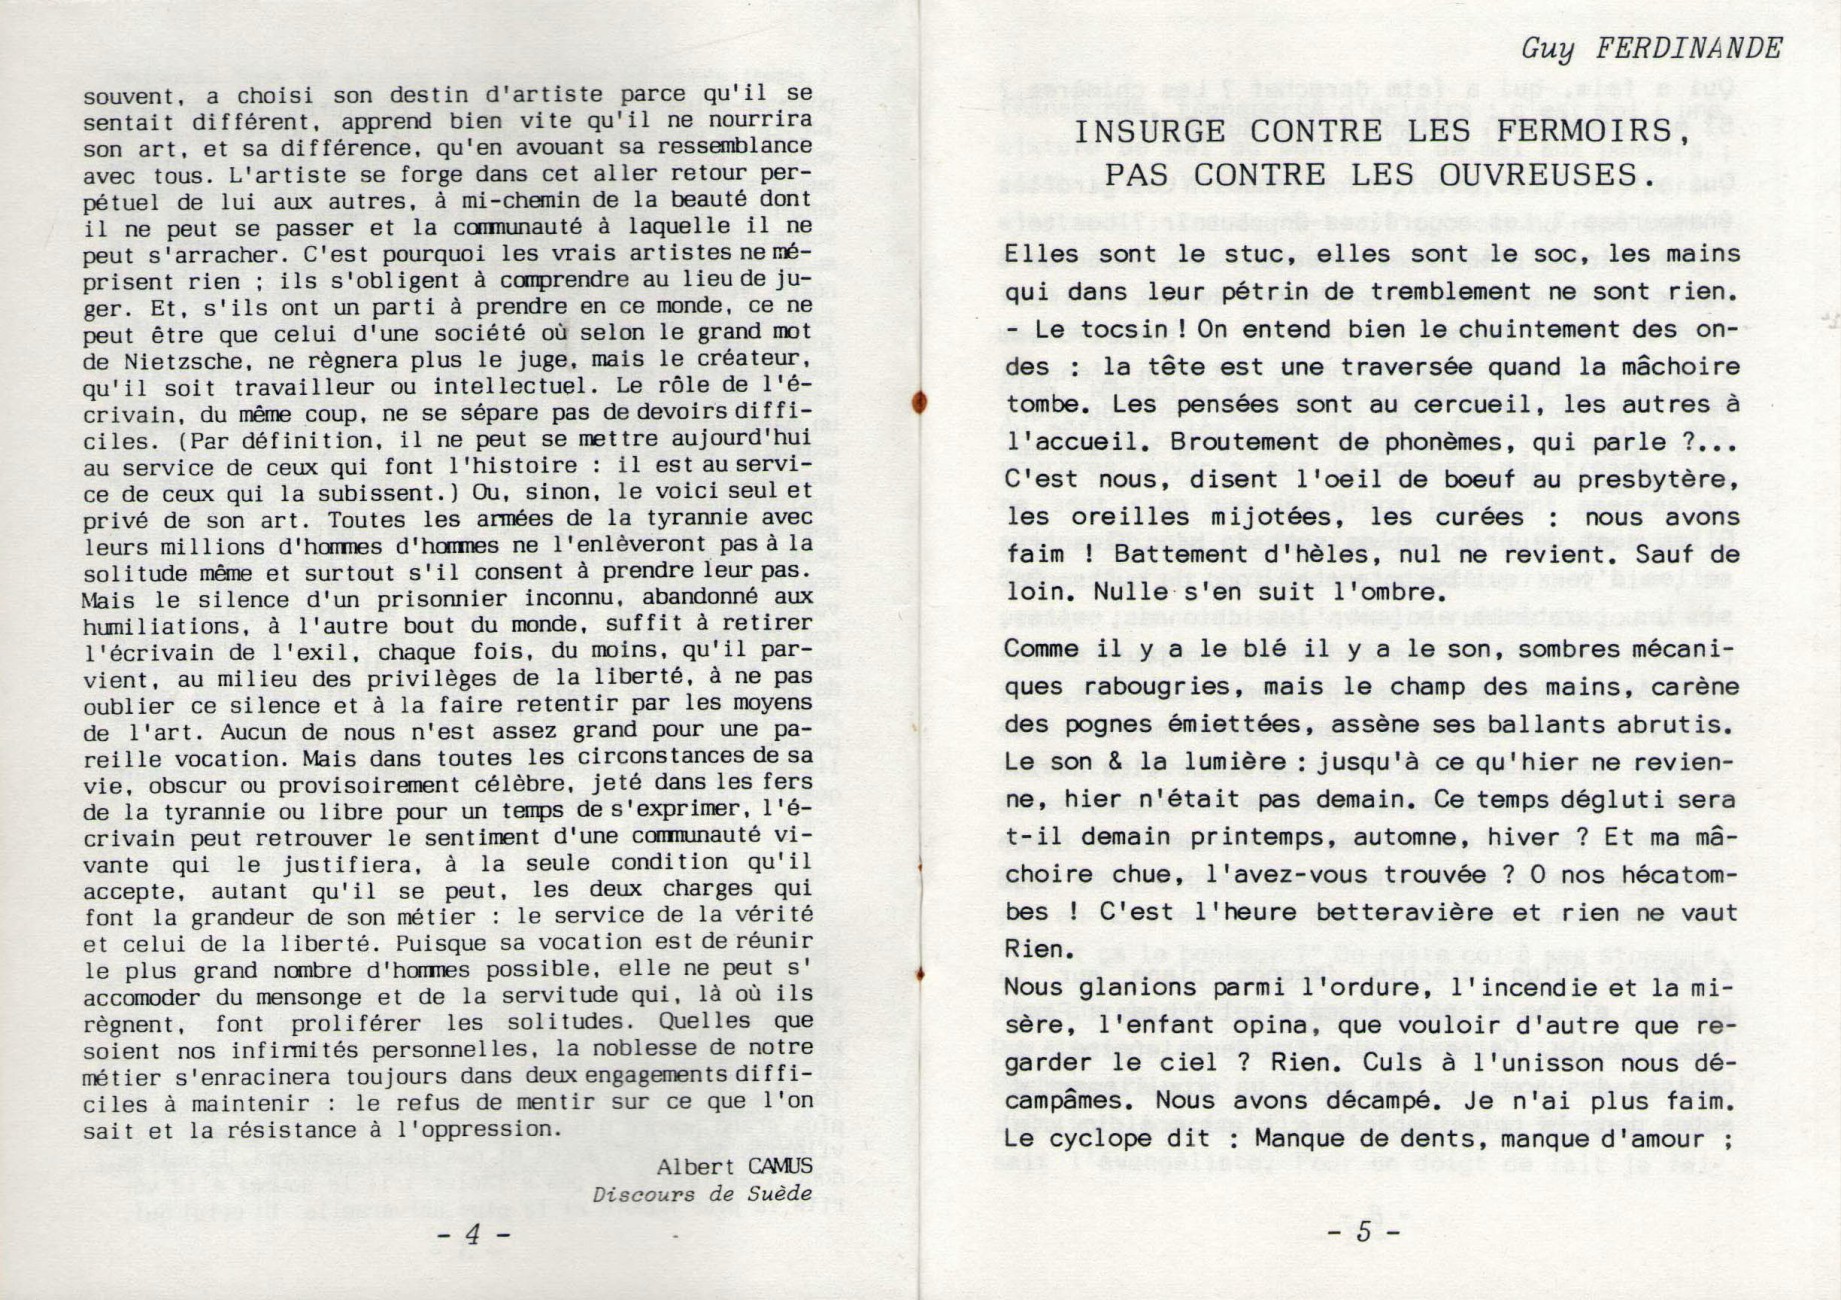 souvent, a choisi son destin d'artiste parce qu'il se
sentait différent, apprend bien vite qu'il ne nourrira
son art, et sa différence, qu'en avouant sa ressemblance
avec tous. L'artiste se forge dans cet aller retour per-
pétuel de lui aux autres, à mi-chemin de la beauté dont
il ne peut se passer et la communauté à laquelle il ne
peut s'arracher. C'est pourquoi les vrais artistes ne mé-
prisent rien ; ils s'obligent à comprendre au lieu de ju-
ger. Et, s'ils ont un parti à prendre en ce monde, ce ne
peut être que celui d'une société où selon le grand mot
de Nietzsche, ne règnera plus le juge, mais le créateur,
qu'il soit travailleur ou intellectuel. Le rôle de l'é-
crivain, du même coup, ne se sépare pas de devoirs diffi-
ciles. (Par définition, il ne peut se mettre aujourd'hui
au service de ceux qui font l'histoire : il est au servi-
ce de ceux qui la subissent.) Ou, sinon, le voici seul et
privé de son art. Toutes les armées de la tyrannie avec
leurs millions d'hommes d'hommes ne l'enlèveront pas à la
solitude même et surtout s'il consent à prendre leur pas.
Mais le silence d'un prisonnier inconnu, abandonné aux
humiliations, à l'autre bout du monde, suffit à retirer
l'écrivain de l'exil, chaque fois, du moins, qu'il par-
vient, au milieu des privilèges de la liberté, à ne pas
oublier ce silence et à la faire retentir par les moyens
de l'art. Aucun de nous n'est assez grand pour une pa-
reille vocation. Mais dans toutes les circonstances de sa
vie, obscur ou provisoirement célèbre, jeté dans les fers
de la tyrannie ou libre pour un temps de s'exprimer, l'é-
crivain peut retrouver le sentiment d'une communauté vi-
vante qui le justifiera, à la seule condition qu'il
accepte, autant qu'il se peut, les deux charges qui
font la grandeur de son métier : le service de la vérité
et celui de la liberté. Puisque sa vocation est de réunir
le plus grand nombre d'hommes possible, elle ne peut s'
accomoder du mensonge et de la servitude qui, là où ils
règnent, font proliférer les solitudes. Quelles que
soient nos infirmités personnelles, la noblesse de notre
métier s'enracinera toujours dans deux engagements diffi-
ciles à maintenir : le refus de mentir sur ce que l'on
sait et la résistance à l'oppression.
Albert CAMUS
Discours de Suède
- 4 -
Guy FERDINANDE
INSURGE CONTRE LES FERMOIRS,
PAS CONTRE LES OUVREUSES.
Elles sont le stuc, elles sont le soc, les mains
qui dans leur pétrin de tremblement ne sont rien.
- Le tocsin ! On entend bien le chuintement des on-
des : la tête est une traversée quand la mâchoire
tombe. Les pensées sont au cercueil, les autres à
l'accueil. Broutement de phonèmes, qui parle ?...
C'est nous, disent l'oeil de boeuf au presbytère,
les oreilles mijotées, les curées : nous avons
faim ! Battement d'hèles, nul ne revient. Sauf de
loin. Nulle s'en suit l'ombre.
Comme il y a le blé il y a le son, sombres mécani-
ques rabougries, mais le champ des mains, carène
des pognes émiettées, assène ses ballants abrutis.
Le son & la lumière : jusqu'à ce qu'hier ne revien-
ne, hier n'était pas demain. Ce temps dégluti sera
t-il demain printemps, automne, hiver ? Et ma mâ-
choire chue, l'avez-vous trouvée ? O nos hécatom-
bes ! C'est l'heure betteravière et rien ne vaut
Rien.
Nous glanions parmi l'ordure, l'incendie et la mi-
sère, l'enfant opina, que vouloir d'autre que re-
garder le ciel ? Rien. Culs à l'unisson nous dé-
campâmes. Nous avons décampé. Je n'ai plus faim.
Le cyclope dit : Manque de dents, manque d'amour ;
- 5 -